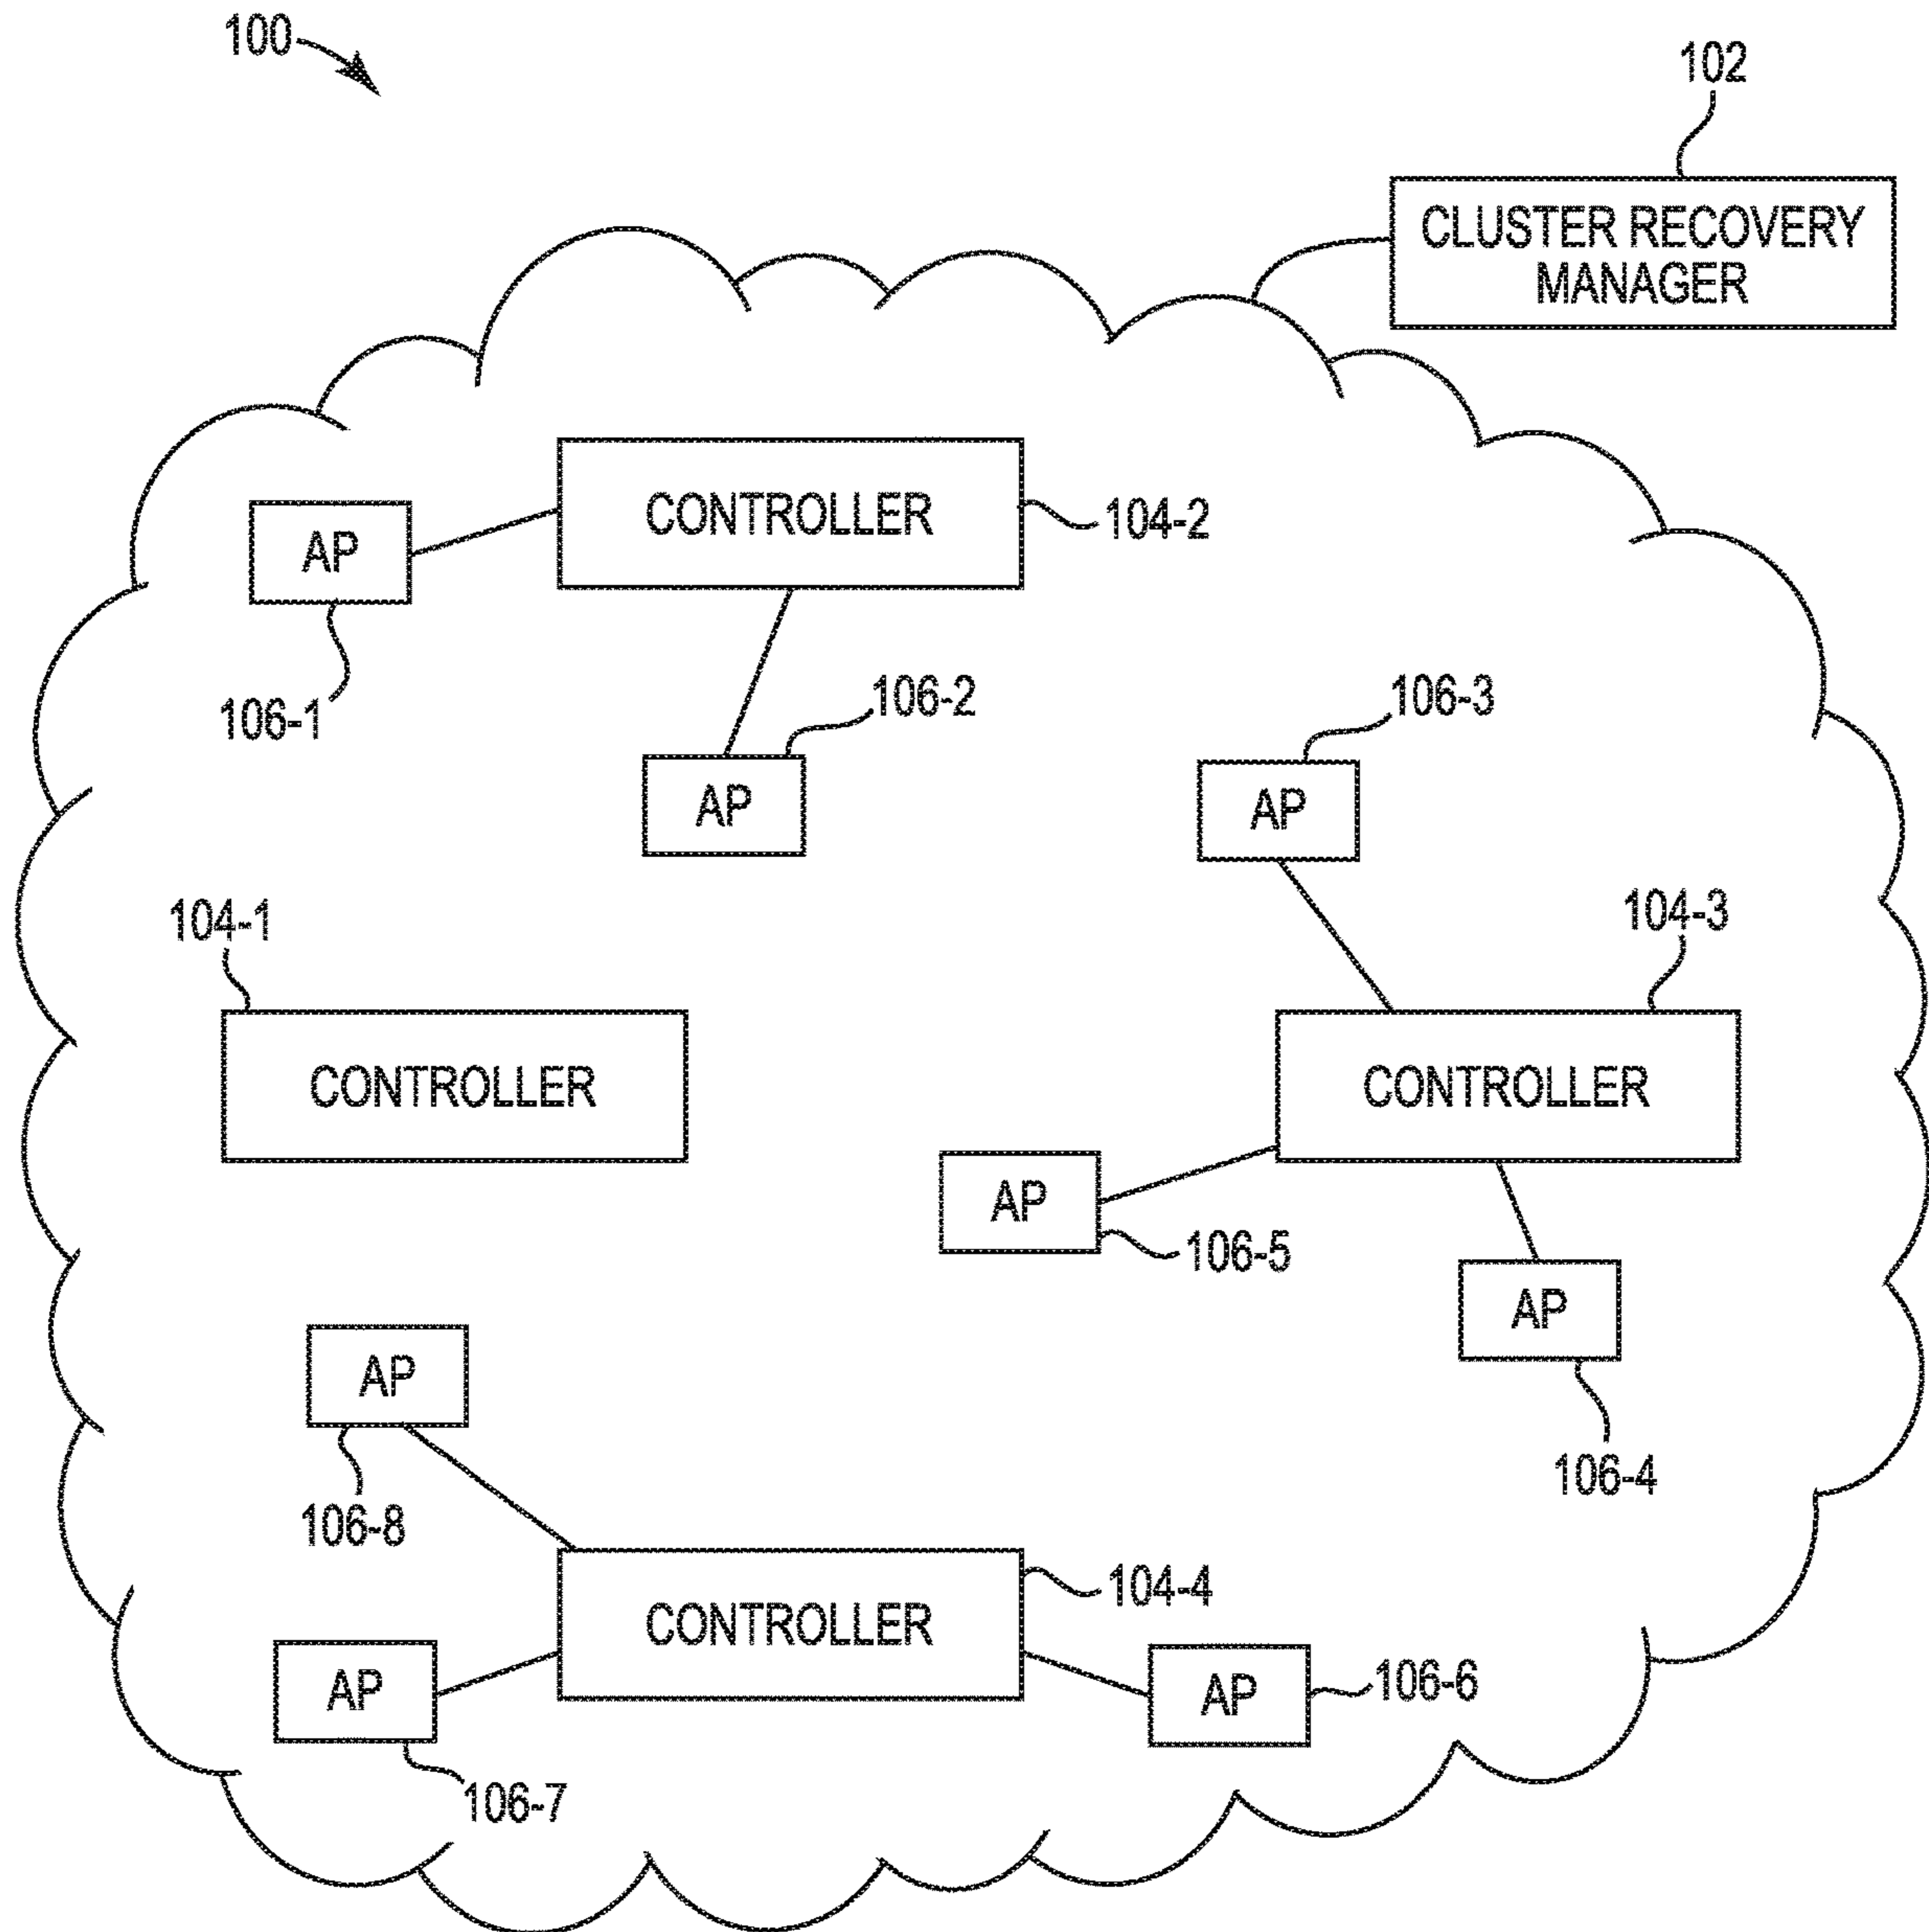 100
102
CLUSTER RECOVERY
MANAGER
CONTROLLER
104-2
AP
106-1
106-2
106-3
AP
AP
104-1
104-3
CONTROLLER
CONTROLLER
AP
106-5
AP
AP
106-4
106-8
104-4
CONTROLLER
AP
106-6
AP
106-7